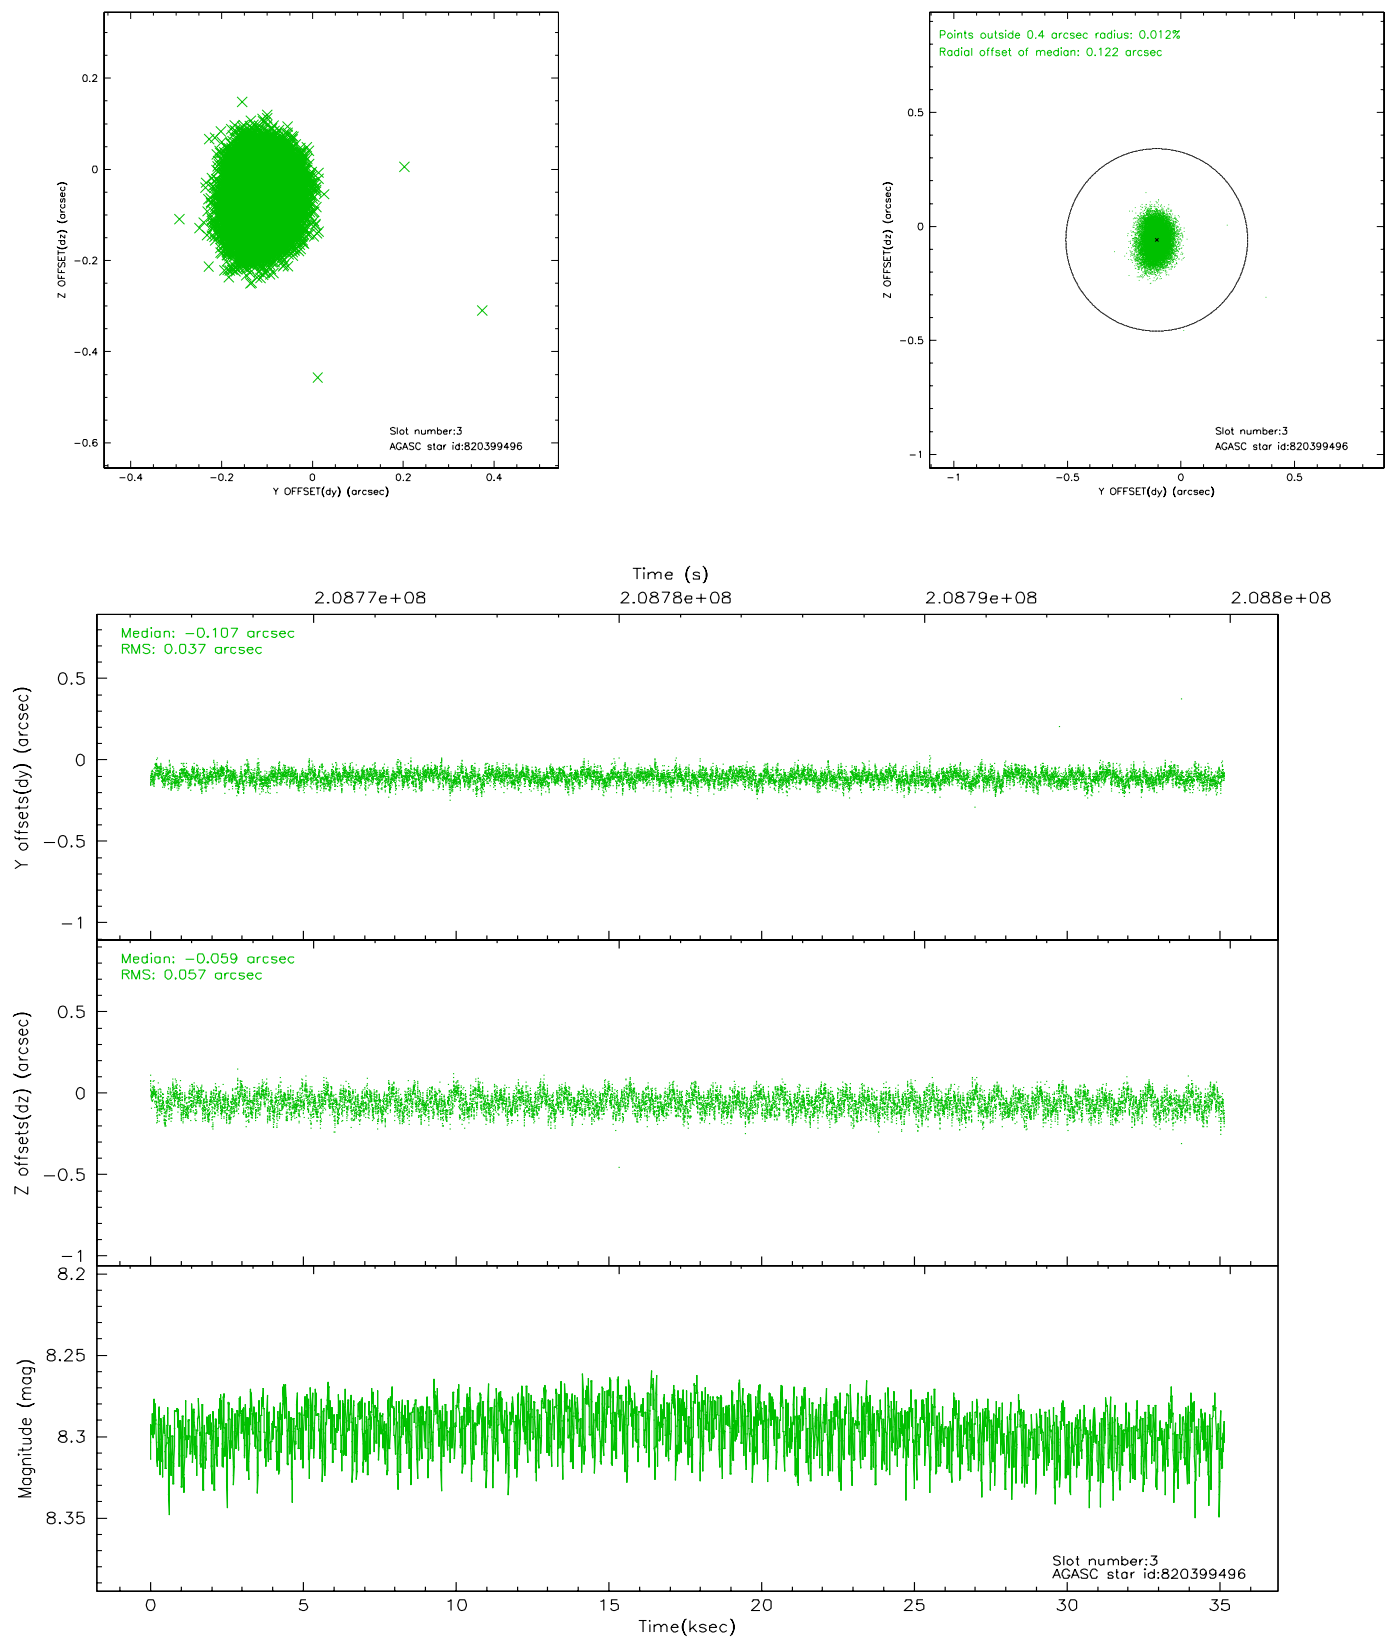 0.2
0
−0.2
−0.4
−0.6
Z OFFSET(dz) (arcsec)
Slot number:3
AGASC star id:820399496
−0.4
−0.2
0
0.2
0.4
Y OFFSET(dy) (arcsec)
Points outside 0.4 arcsec radius: 0.012%
Radial offset of median: 0.122 arcsec
0.5
0
−0.5
−1
Z OFFSET(dz) (arcsec)
Slot number:3
AGASC star id:820399496
−1
−0.5
0
0.5
Y OFFSET(dy) (arcsec)
Time (s)
2.0877e+08
2.0878e+08
2.0879e+08
2.088e+08
Median: −0.107 arcsec
RMS: 0.037 arcsec
0.5
0
−0.5
−1
Y offsets(dy) (arcsec)
Median: −0.059 arcsec
RMS: 0.057 arcsec
0.5
0
−0.5
−1
Z offsets(dz) (arcsec)
8.2
8.25
8.3
8.35
Magnitude (mag)
Slot number:3
AGASC star id:820399496
0
5
10
15
20
25
30
35
Time(ksec)